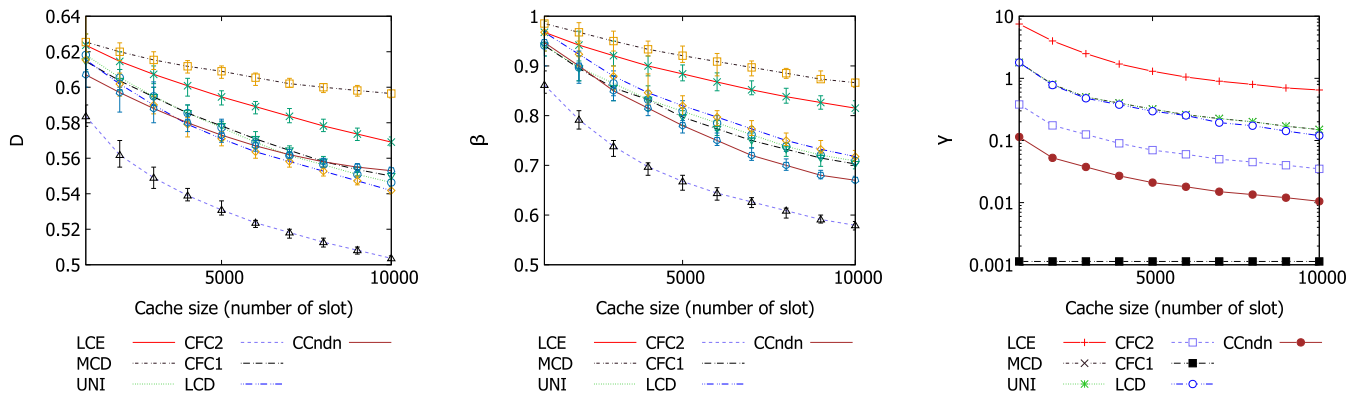 0.64
0.62
0.6
0.58
0.56
0.54
0.52
0.5
D
5000
10000
Cache size (number of slot)
LCE CFC2 CCndn
MCD CFC1
UNI LCD
1
0.9
0.8
0.7
0.6
0.5
β
5000
10000
Cache size (number of slot)
LCE CFC2 CCndn
MCD CFC1
UNI LCD
10
1
0.1
0.01
0.001
γ
5000
10000
Cache size (number of slot)
LCE CFC2 CCndn
MCD CFC1
UNI LCD